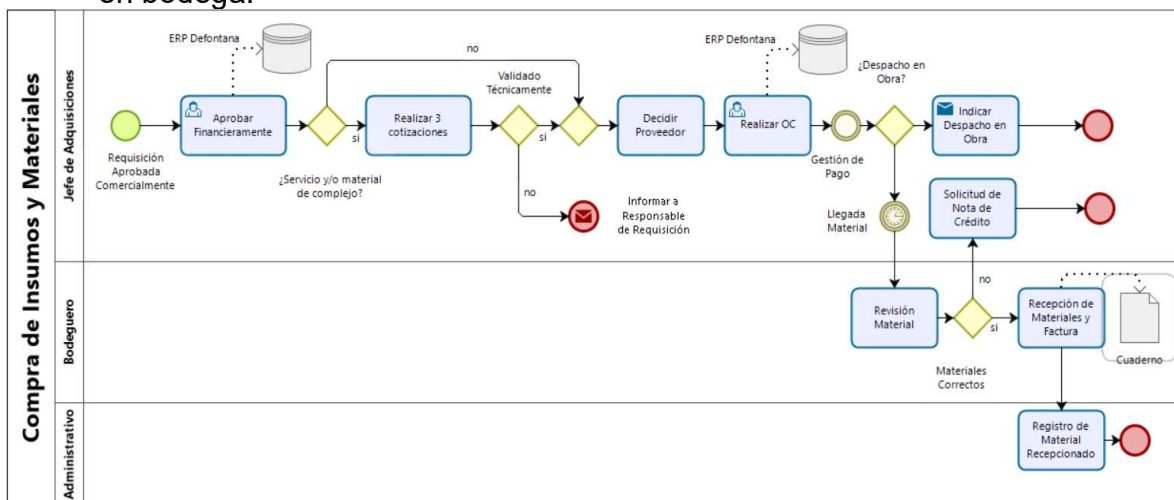 en bodega.
Compra de Insumos y Materiales
Jefe de Adquisiciones
ERP Defontana
Requisición
Aprobada
Comercialmente
Aprobar
Financieramente
no
si
¿Servicio y/o material
de complejo?
Realizar 3
cotizaciones
Validado
Técnicamente
si
no
Informar a
Responsable
de Requisición
Decidir
Proveedor
ERP Defontana
Realizar OC
Gestión de
Pago
¿Despacho en
Obra?
Indicar
Despacho en
Obra
Llegada
Material
Solicitud de
Nota de
Crédito
Bodeguero
Revisión
Material
no
si
Materiales
Correctos
Recepción de
Materiales y
Factura
Cuaderno
Administrativo
Registro de
Material
Recepcionado